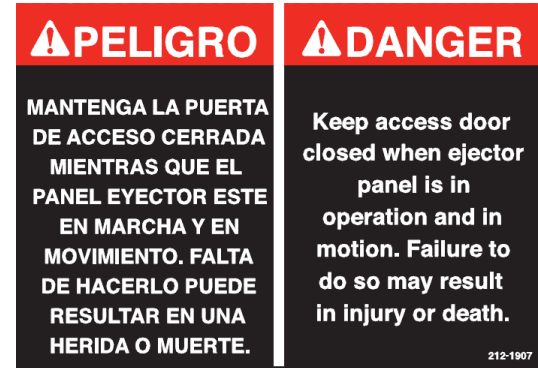 PELIGRO
MANTENGA LA PUERTA
DE ACCESO CERRADA
MIENTRAS QUE EL
PANEL EYECTOR ESTE
EN MARCHA Y EN
MOVIMIENTO. FALTA
DE HACERLO PUEDE
RESULTAR EN UNA
HERIDA O MUERTE.
DANGER
Keep access door
closed when ejector
panel is in
operation and in
motion. Failure to
do so may result
in injury or death.
212-1907